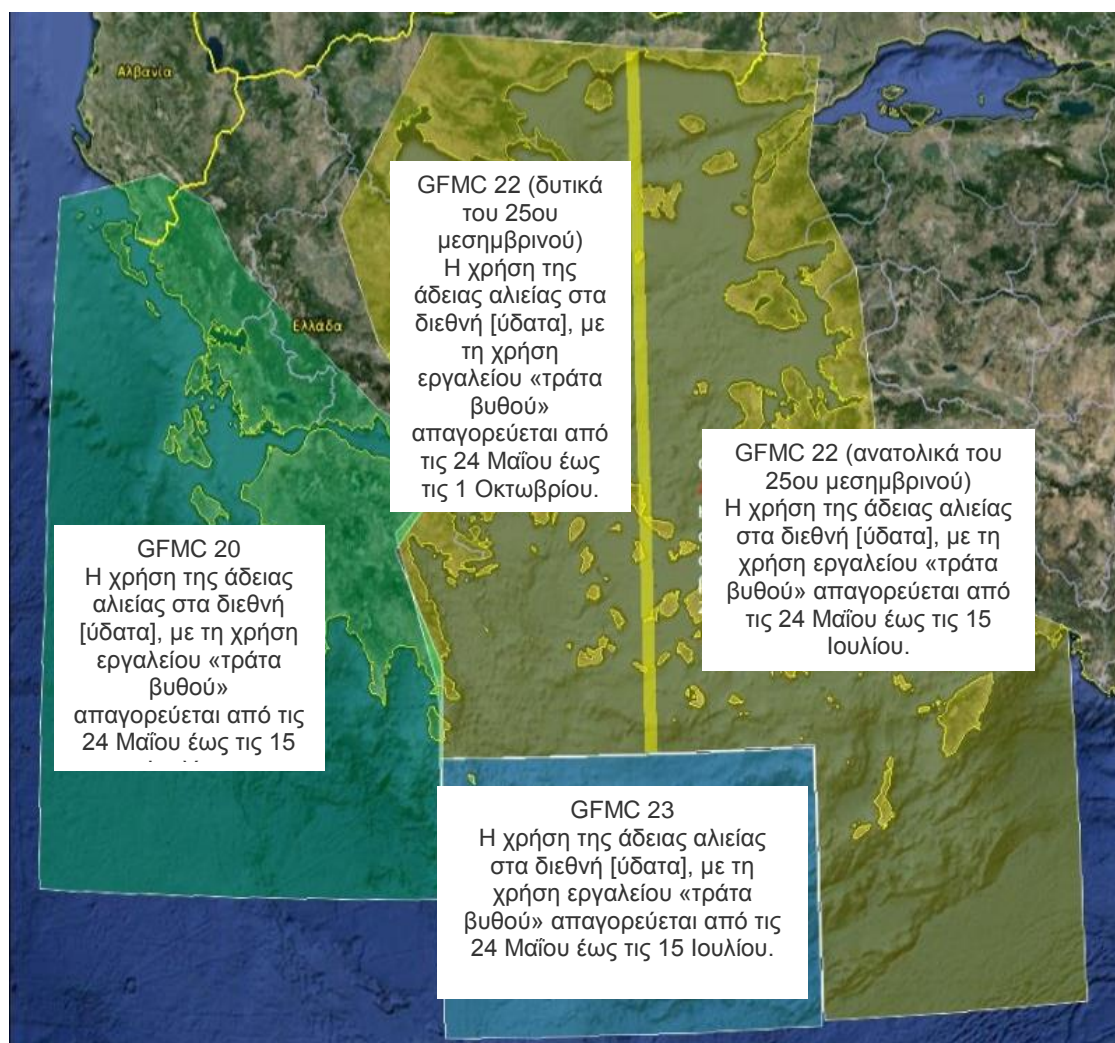 Αλβανία
GFMC 22 (δυτικά
του 25ου
μεσημβρινού)
Η χρήση της
άδειας αλιείας στα
διεθνή [ύδατα], με
τη χρήση
εργαλείου «τράτα
βυθού»
απαγορεύεται από
τις 24 Μαΐου έως
τις 1 Οκτωβρίου.
Ελλάδα
GFMC 22 (ανατολικά του
25ου μεσημβρινού)
Η χρήση της άδειας αλιείας
στα διεθνή [ύδατα], με τη
χρήση εργαλείου «τράτα
βυθού» απαγορεύεται από
τις 24 Μαΐου έως τις 15
Ιουλίου.
GFMC 20
Η χρήση της άδειας
αλιείας στα διεθνή
[ύδατα], με τη χρήση
εργαλείου «τράτα
βυθού»
απαγορεύεται από τις
24 Μαΐου έως τις 15
GFMC 23
Η χρήση της άδειας αλιείας
στα διεθνή [ύδατα], με τη
χρήση εργαλείου «τράτα
βυθού» απαγορεύεται από τις
24 Μαΐου έως τις 15 Ιουλίου.